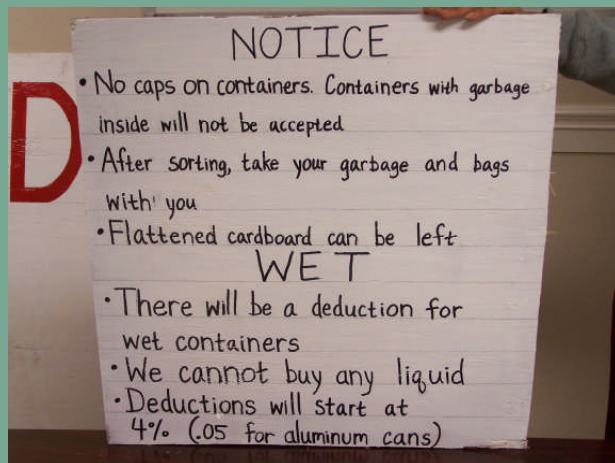 NOTICE
• No caps on containers. Containers with garbage
inside will not be accepted
• After sorting, take your garbage and bags
with you
• Flattened cardboard can be left
WET
• There will be a deduction for
wet containers
• We cannot buy any liquid
• Deductions will start at
4% (.05 for aluminum cans)
D